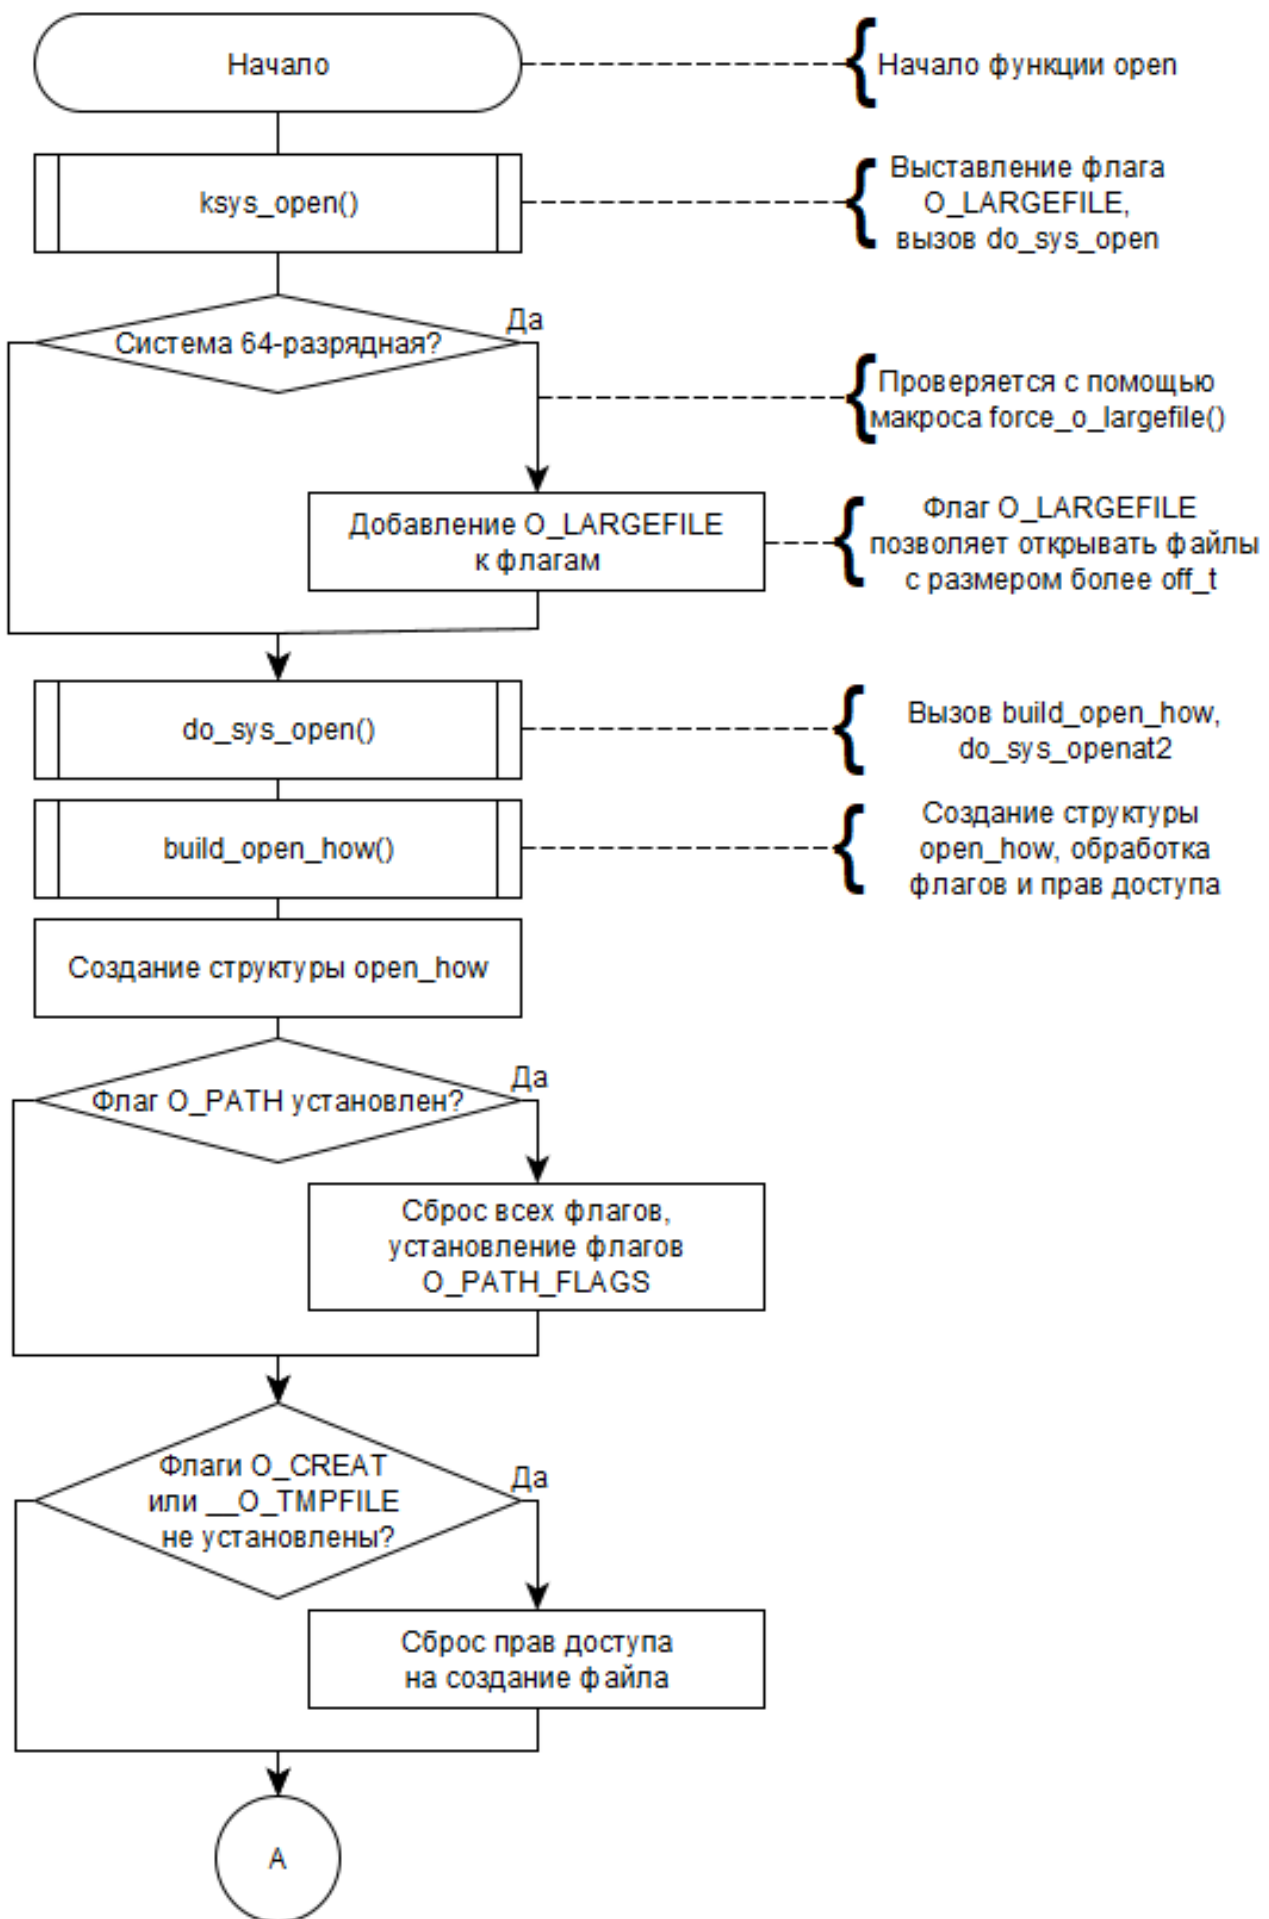 Начало
Начало функции open
ksys_open()
Выставление флага
O_LARGEFILE,
вызов do_sys_open
Система 64-разрядная?
Да
Проверяется с помощью
макроса force_o_largefile()
Добавление O_LARGEFILE
к флагам
Флаг O_LARGEFILE
позволяет открывать файлы
с размером более off_t
do_sys_open()
Вызов build_open_how,
do_sys_openat2
build_open_how()
Создание структуры
open_how, обработка
флагов и прав доступа
Создание структуры open_how
Флаг O_PATH установлен?
Да
Сброс всех флагов,
установление флагов
O_PATH_FLAGS
Флаги O_CREAT
или __O_TMPFILE
не установлены?
Да
Сброс прав доступа
на создание файла
A